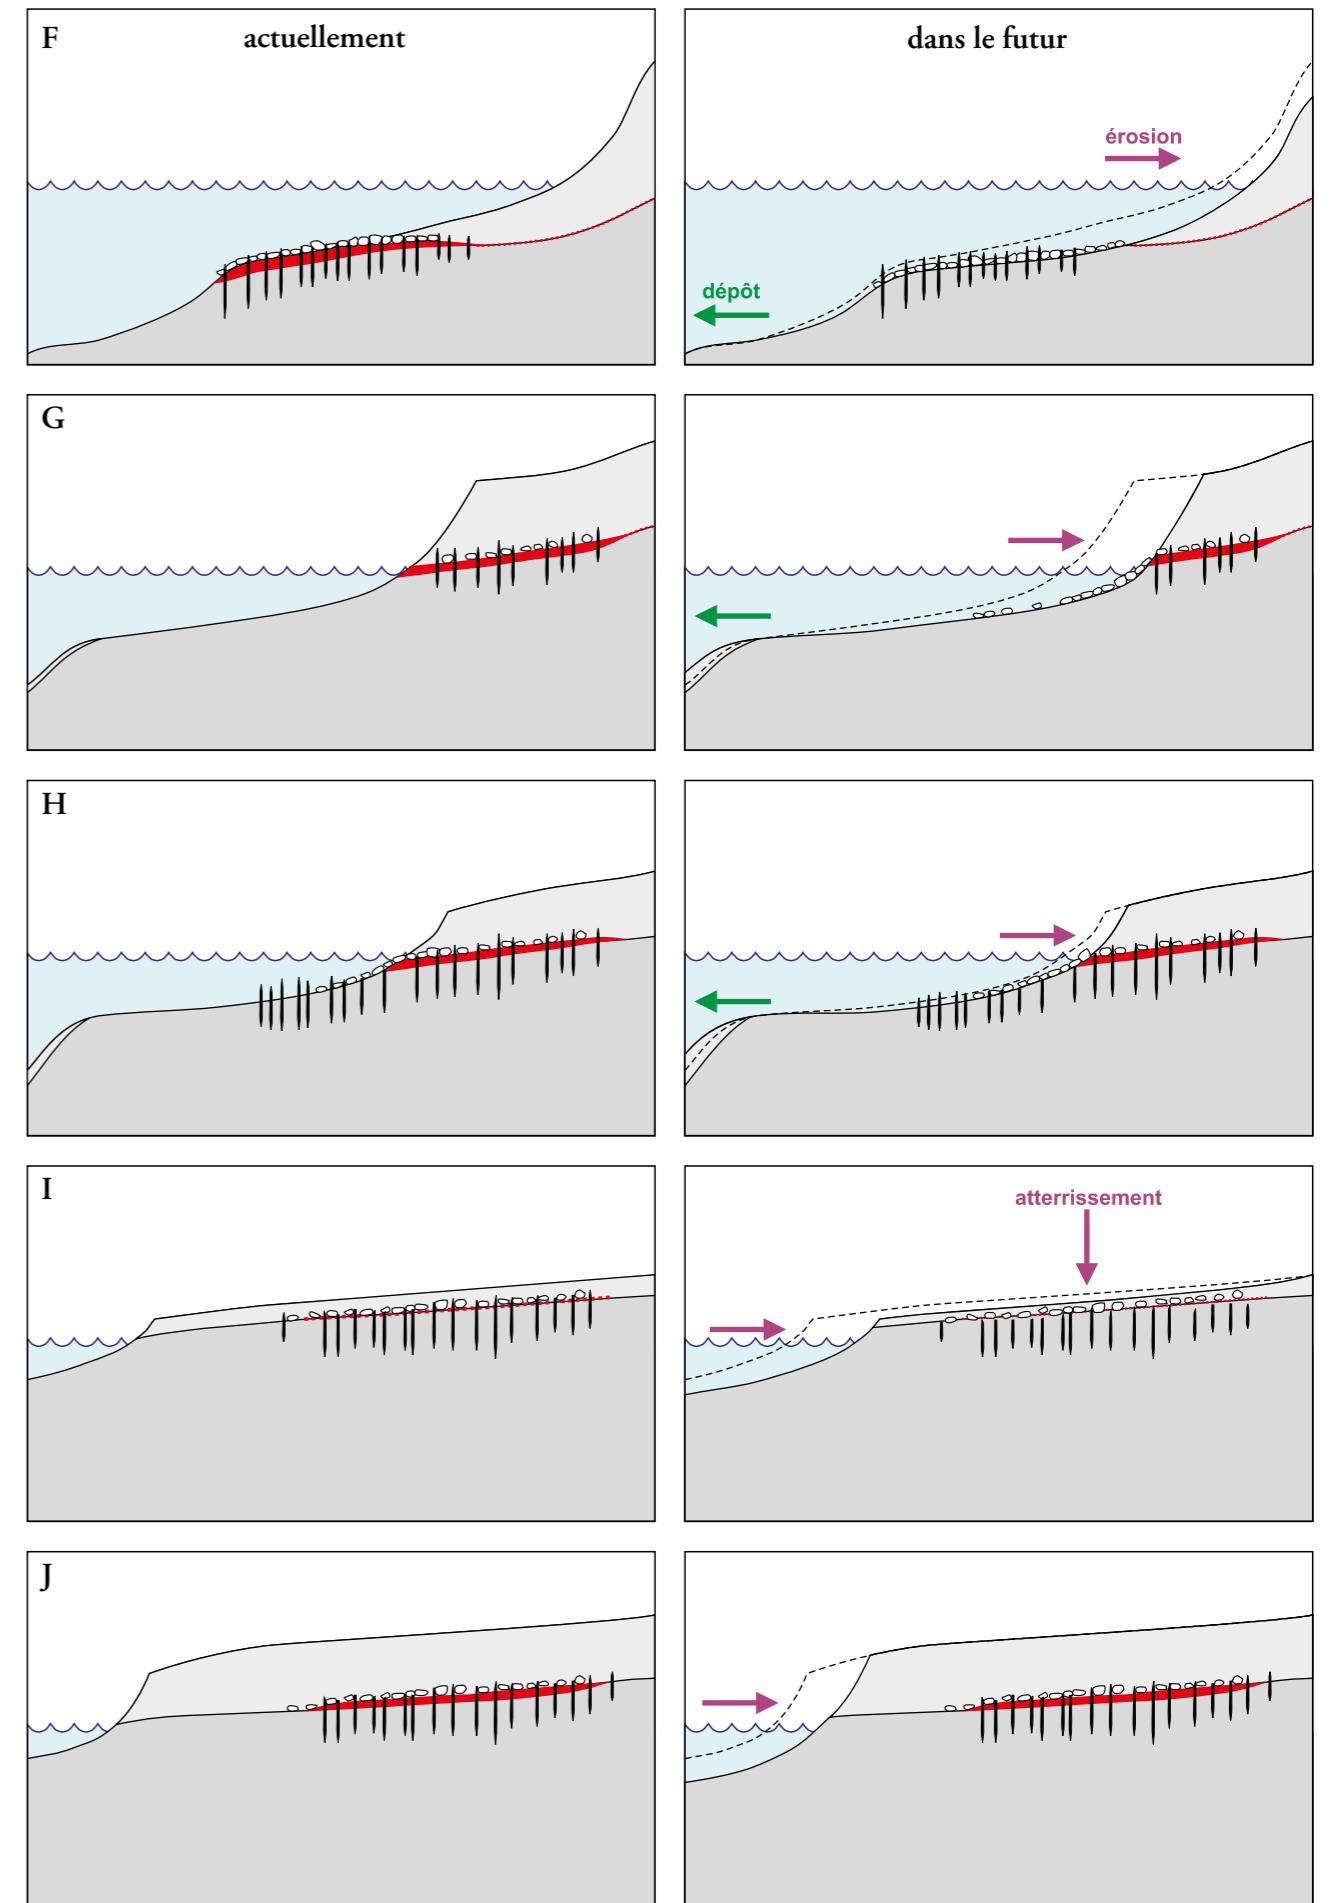 F
actuellement
dans le futur
érosion
dépôt
G
H
I
atterrissement
J